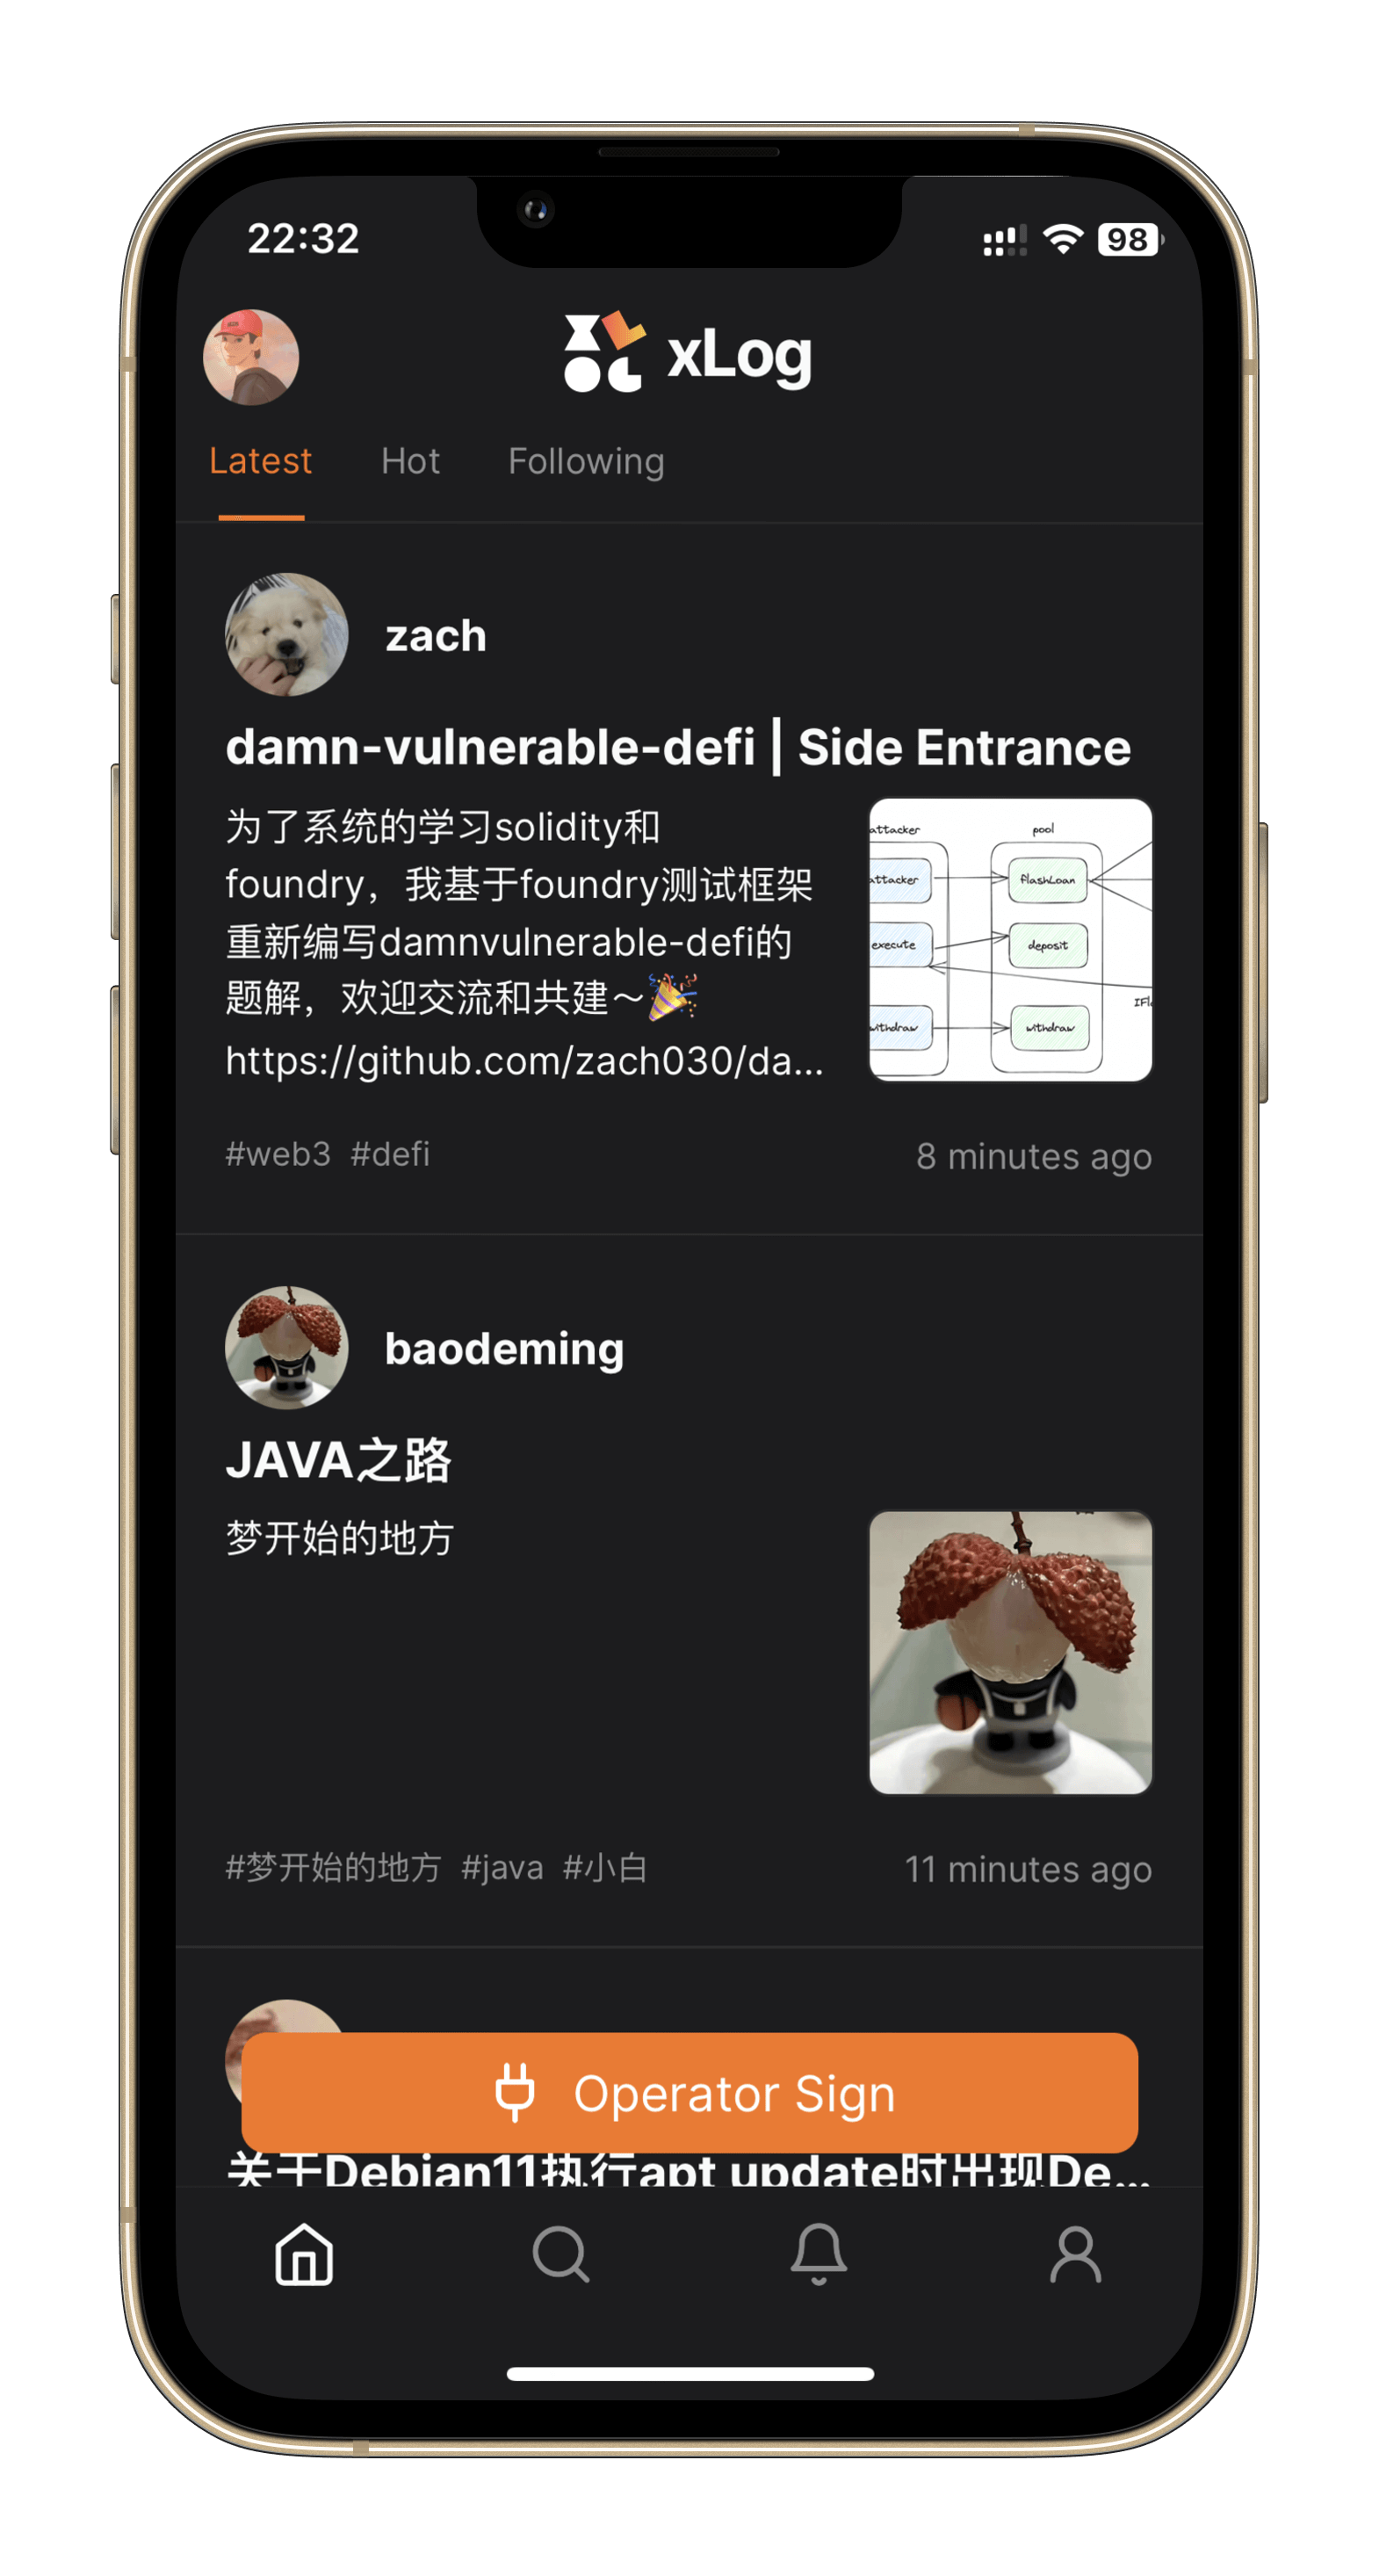 22:32
98
xLog
Latest Hot Following
zach
damn-vulnerable-defi | Side Entrance
为了系统的学习solidity和
foundry，我基于foundry测试框架
重新编写damnvulnerable-defi的
题解，欢迎交流和共建～🎉
https://github.com/zach030/da...
attacker pool
attacker flashLoan
execute deposit
IFl
withdraw withdraw
#web3 #defi 8 minutes ago
baodeming
JAVA之路
梦开始的地方
#梦开始的地方 #java #小白 11 minutes ago
Operator Sign
关于Debian11执行apt update时出现De...